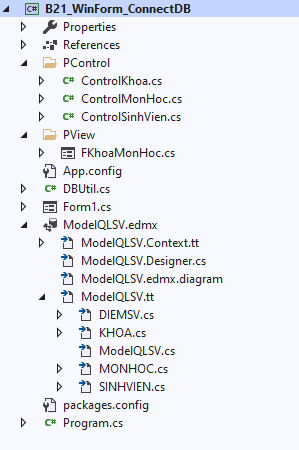 B21_WinForm_ConnectDB
Properties
References
PControl
ControlKhoa.cs
ControlMonHoc.cs
ControlSinhVien.cs
PView
FKhoaMonHoc.cs
App.config
DBUtil.cs
Form1.cs
ModelQLSV.edmx
ModelQLSV.Context.tt
ModelQLSV.Designer.cs
ModelQLSV.edmx.diagram
ModelQLSV.tt
DIEMSV.cs
KHOA.cs
ModelQLSV.cs
MONHOC.cs
SINHVIEN.cs
packages.config
Program.cs